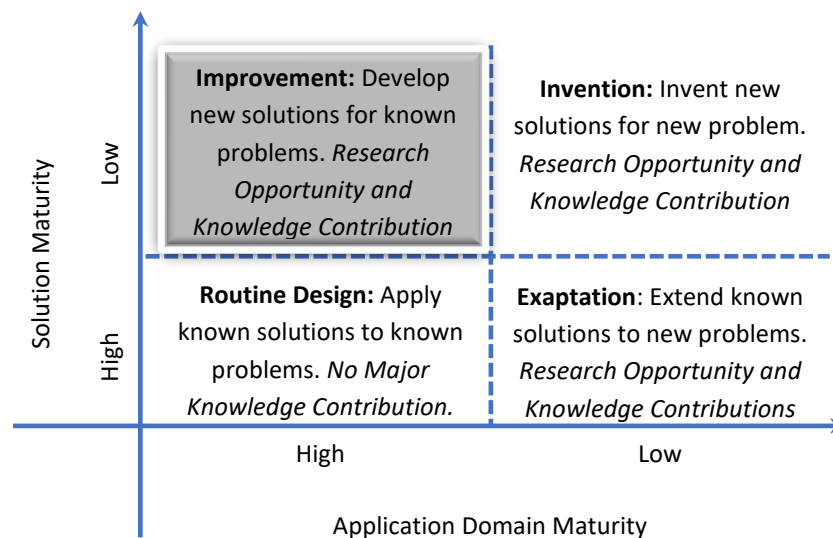 Improvement: Develop
new solutions for known
problems. Research
Opportunity and
Knowledge Contribution
Invention: Invent new
solutions for new problem.
Research Opportunity and
Knowledge Contribution
Low
Solution Maturity
High
Routine Design: Apply
known solutions to known
problems. No Major
Knowledge Contribution.
Exaptation: Extend known
solutions to new problems.
Research Opportunity and
Knowledge Contributions
High
Low
Application Domain Maturity